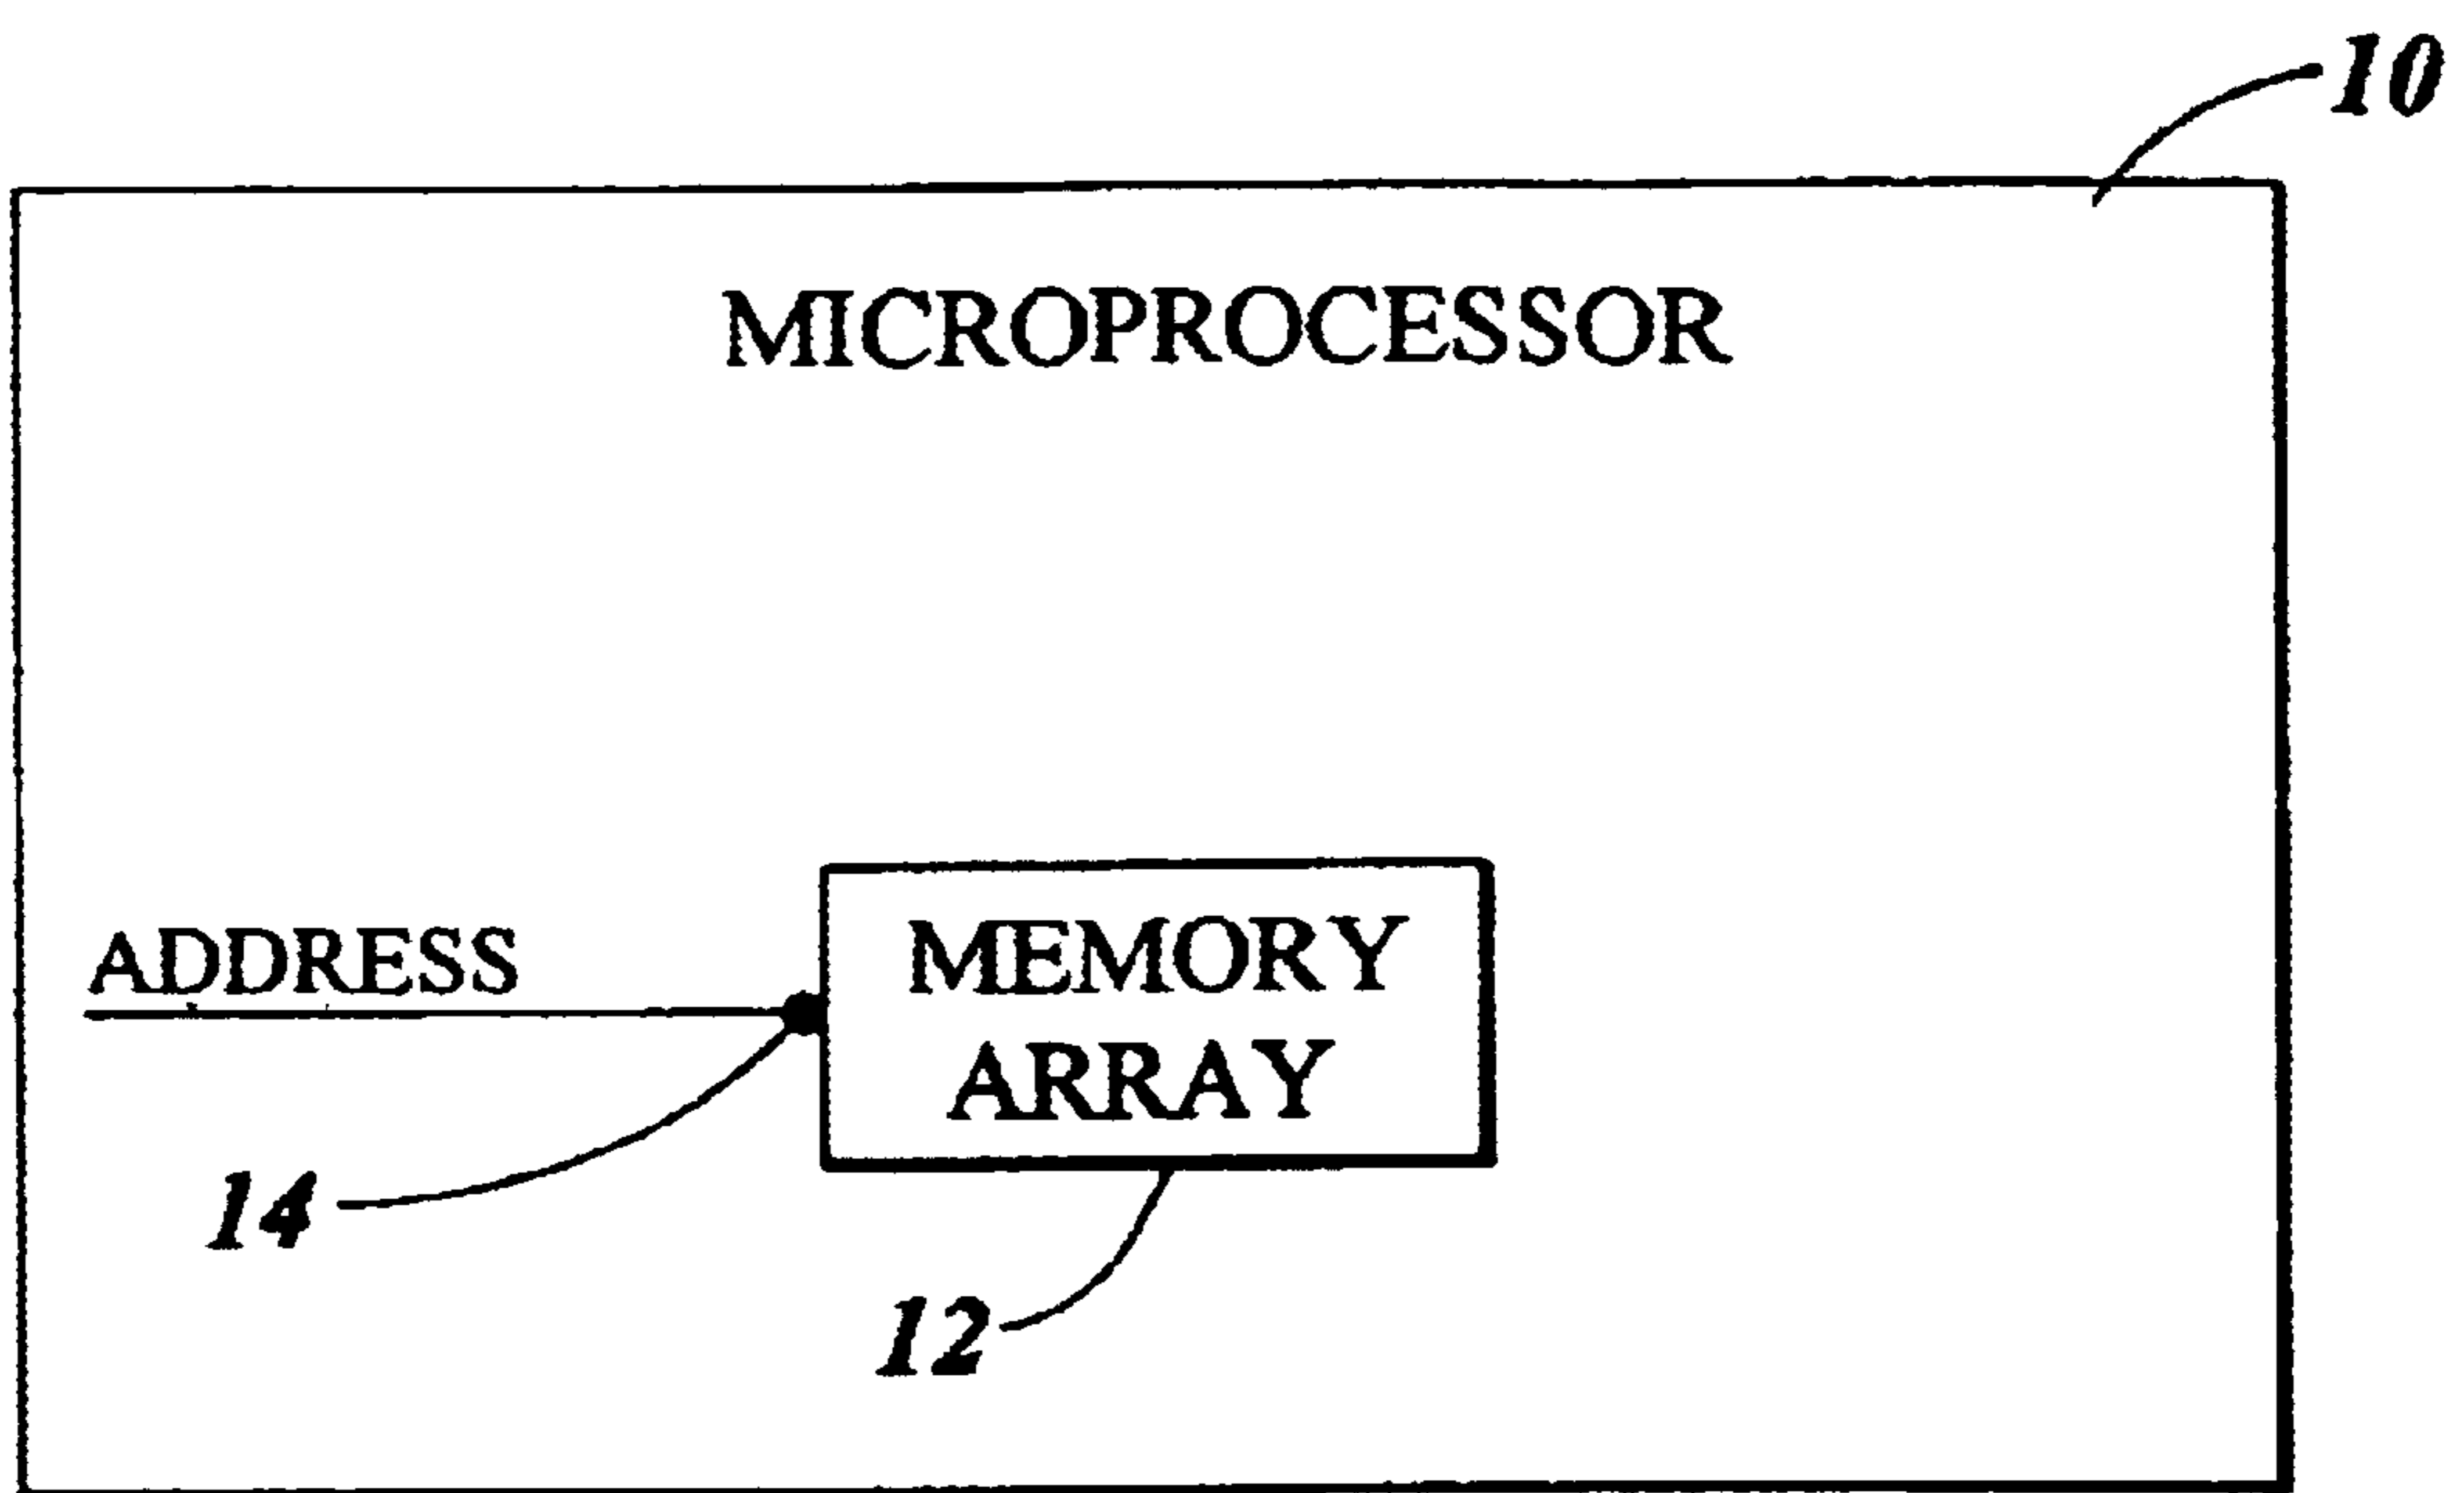 10
MICROPROCESSOR
ADDRESS
MEMORY
ARRAY
14
12